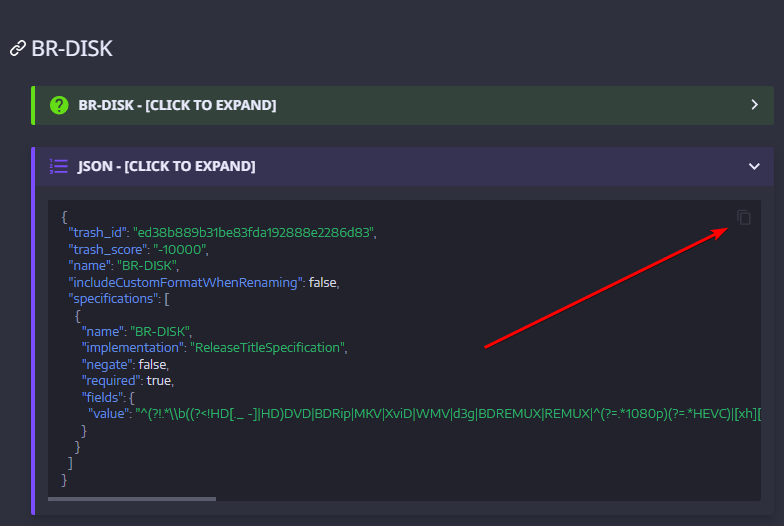 BR-DISK
BR-DISK - [CLICK TO EXPAND]
JSON - [CLICK TO EXPAND]
{
"trash_id": "ed38b889b31be83fda192888e2286d83",
"trash_score": "-10000",
"name": "BR-DISK",
"includeCustomFormatWhenRenaming": false,
"specifications": [
{
"name": "BR-DISK",
"implementation": "ReleaseTitleSpecification",
"negate": false,
"required": true,
"fields": {
"value": "^(?!.*\\b((?<!HD[._ -]|HD)DVD|BDRip|MKV|XviD|WMV|d3g|BDREMUX|REMUX|^(?=.*1080p)(?=.*HEVC)|[xh][
}
}
]
}